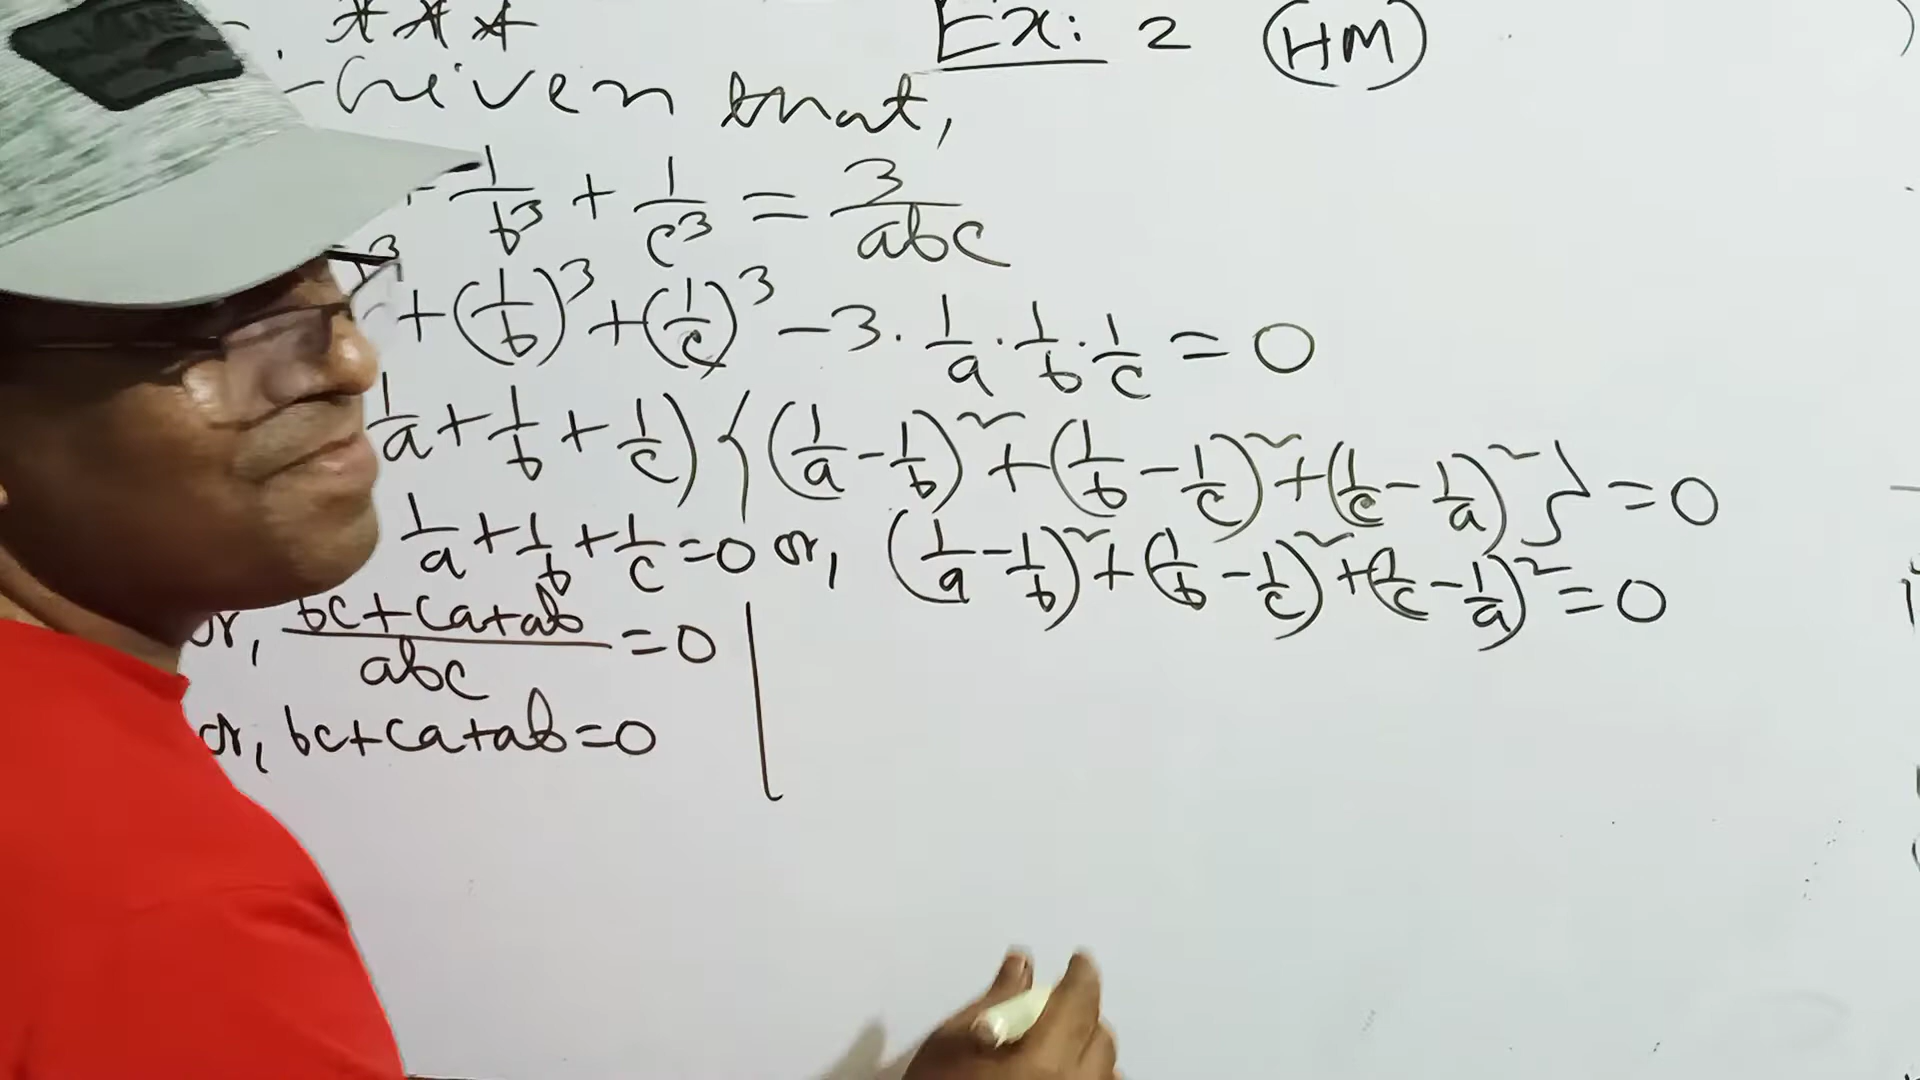 *** Ex: 2 (HM)
Given that,
1/b³ + 1/c³ = 3/abc
+ (1/b)³ + (1/c)³ - 3 . 1/a . 1/b . 1/c = 0
1/a + 1/b + 1/c) {(1/a - 1/b)² + (1/b - 1/c)² + (1/c - 1/a)²} = 0
1/a + 1/b + 1/c = 0 or, (1/a - 1/b)² + (1/b - 1/c)² + (1/c - 1/a)² = 0
or, bc+ca+ab/abc = 0
or, bc+ca+ab=0